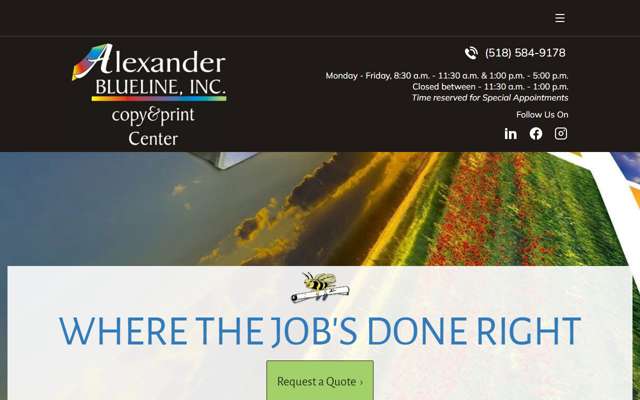 (518) 584-9178
Alexander
BLUELINE, INC.
copy&print
Center
Monday - Friday, 8:30 a.m. - 11:30 a.m. & 1:00 p.m. - 5:00 p.m.
Closed between - 11:30 a.m. - 1:00 p.m.
Time reserved for Special Appointments
Follow Us On
WHERE THE JOB'S DONE RIGHT
Request a Quote ›